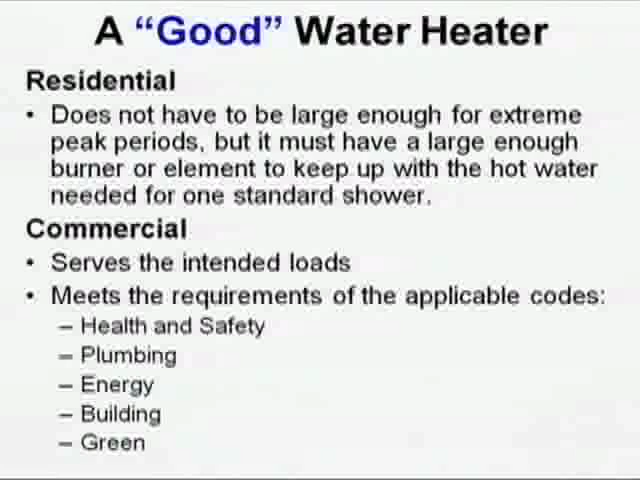 A “Good” Water Heater
Residential
• Does not have to be large enough for extreme
peak periods, but it must have a large enough
burner or element to keep up with the hot water
needed for one standard shower.
Commercial
• Serves the intended loads
• Meets the requirements of the applicable codes:
– Health and Safety
– Plumbing
– Energy
– Building
– Green